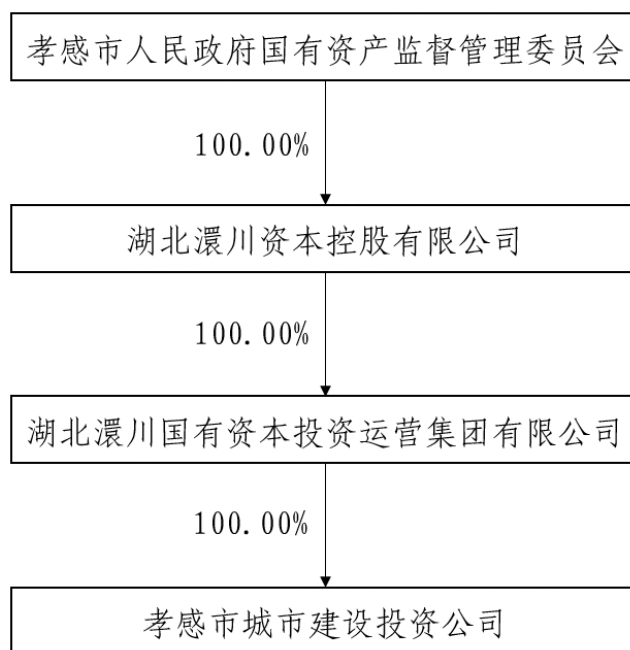 孝感市人民政府国有资产监督管理委员会
100.00%
湖北澴川资本控股有限公司
100.00%
湖北澴川国有资本投资运营集团有限公司
100.00%
孝感市城市建设投资公司